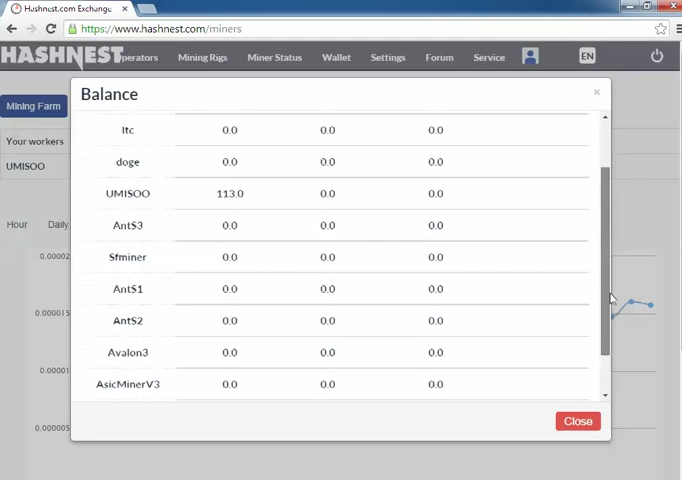 Hashnest.com Exchange
https://www.hashnest.com/miners
HASHNEST
perators Mining Rigs Miner Status Wallet Settings Forum Service EN
Balance ×
Mining Farm
Your workers
UMISOO
Hour Daily
0.00002
0.000015
0.00001
0.000005
ltc 0.0 0.0 0.0
doge 0.0 0.0 0.0
UMISOO 113.0 0.0 0.0
AntS3 0.0 0.0 0.0
Sfminer 0.0 0.0 0.0
AntS1 0.0 0.0 0.0
AntS2 0.0 0.0 0.0
Avalon3 0.0 0.0 0.0
AsicMinerV3 0.0 0.0 0.0
Close